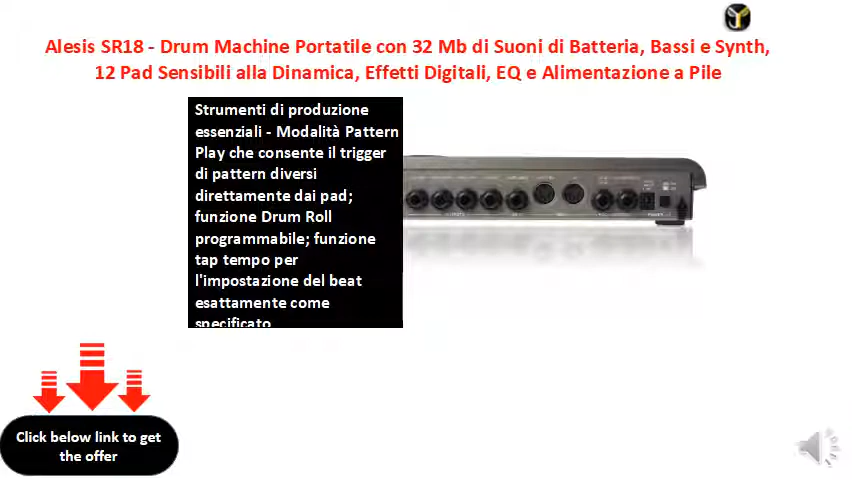 Alesis SR18 - Drum Machine Portatile con 32 Mb di Suoni di Batteria, Bassi e Synth,
12 Pad Sensibili alla Dinamica, Effetti Digitali, EQ e Alimentazione a Pile
Strumenti di produzione
essenziali - Modalità Pattern
Play che consente il trigger
di pattern diversi
direttamente dai pad;
funzione Drum Roll
programmabile; funzione
tap tempo per
l'impostazione del beat
esattamente come
specificato
Click below link to get
the offer